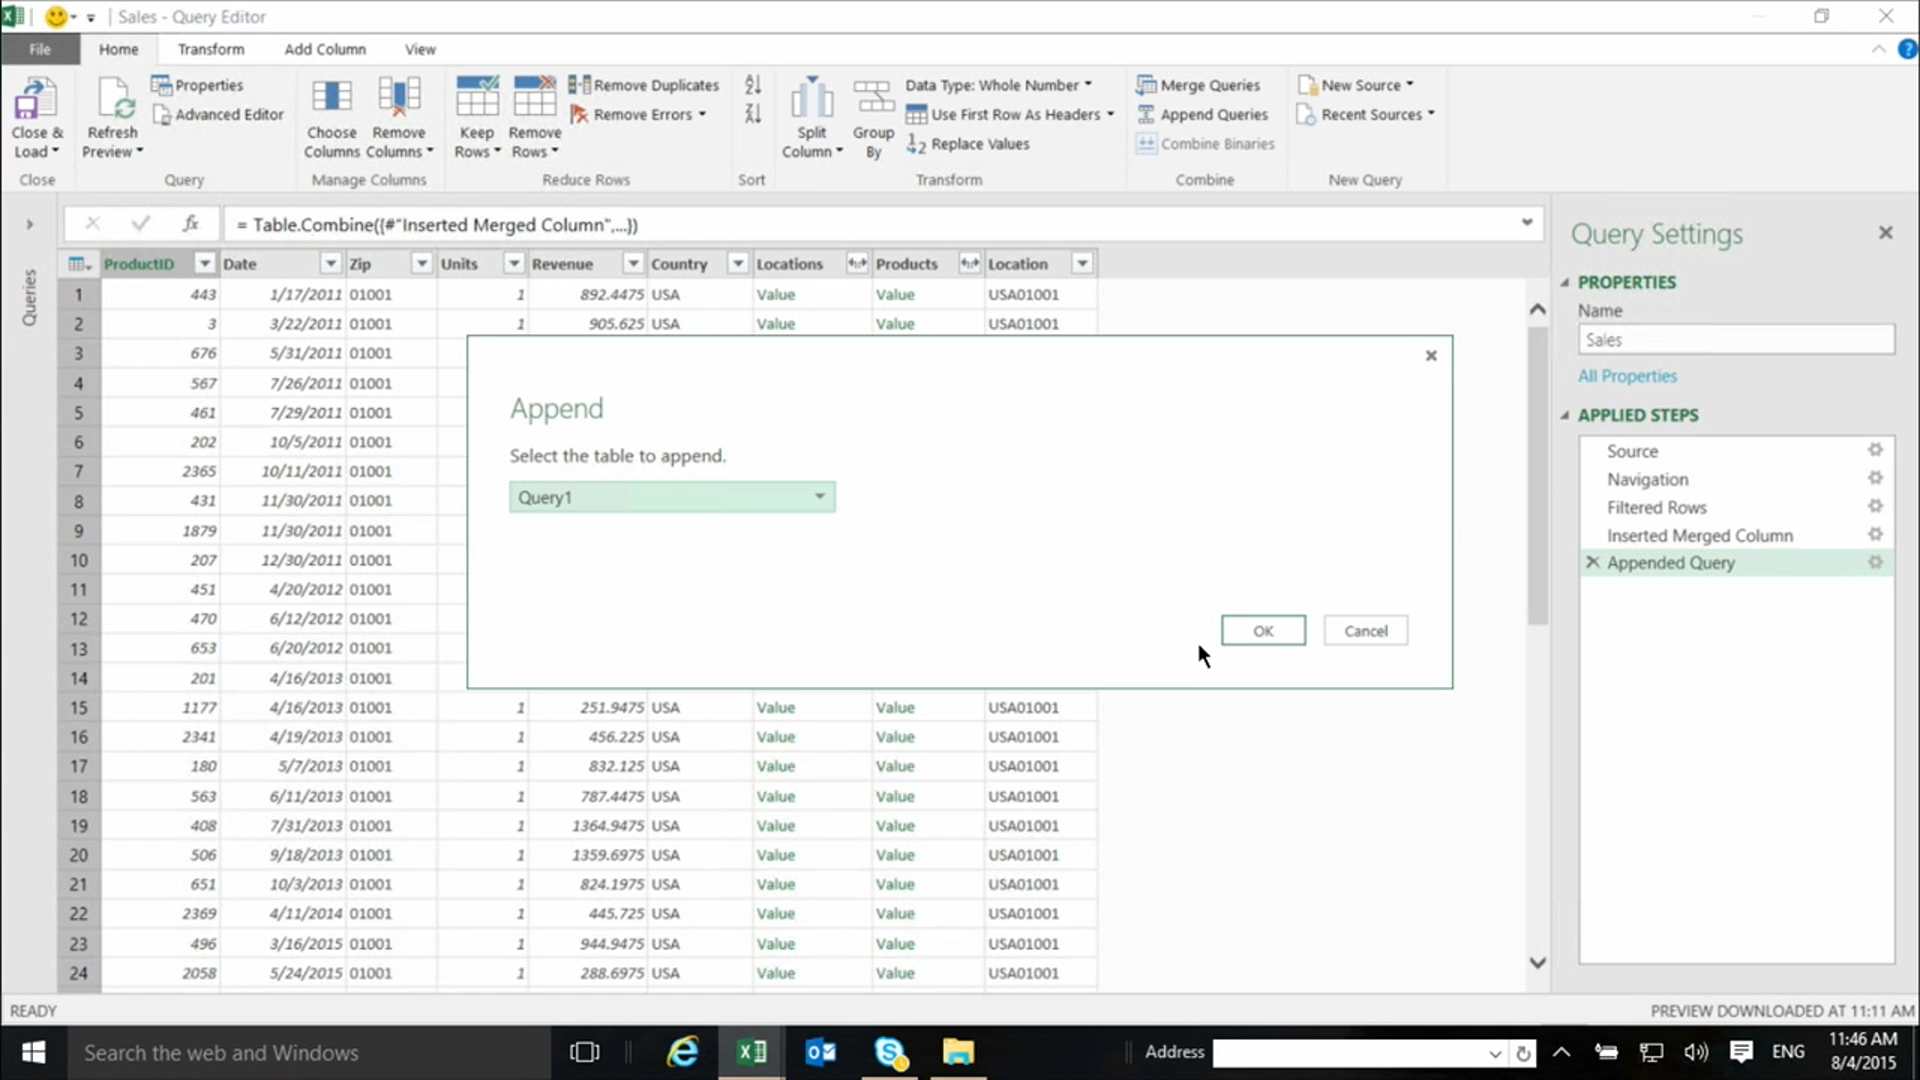 Sales - Query Editor
File Home Transform Add Column View
Close & Load
Refresh Preview
Properties
Advanced Editor
Choose Columns
Remove Columns
Keep Rows
Remove Rows
Remove Duplicates
Remove Errors
Split Column
Group By
Data Type: Whole Number
Use First Row As Headers
Replace Values
Merge Queries
Append Queries
Combine Binaries
New Source
Recent Sources
Close Query Manage Columns Reduce Rows Sort Transform Combine New Query
fx = Table.Combine({#"Inserted Merged Column",...})
Queries
ProductID Date Zip Units Revenue Country Locations Products Location
1 443 1/17/2011 01001 1 892.4475 USA Value Value USA01001
2 3 3/22/2011 01001 1 905.625 USA Value Value USA01001
3 676 5/31/2011 01001
4 567 7/26/2011 01001
5 461 7/29/2011 01001
6 202 10/5/2011 01001
7 2365 10/11/2011 01001
8 431 11/30/2011 01001
9 1879 11/30/2011 01001
10 207 12/30/2011 01001
11 451 4/20/2012 01001
12 470 6/12/2012 01001
13 653 6/20/2012 01001
14 201 4/16/2013 01001
15 1177 4/16/2013 01001 1 251.9475 USA Value Value USA01001
16 2341 4/19/2013 01001 1 456.225 USA Value Value USA01001
17 180 5/7/2013 01001 1 832.125 USA Value Value USA01001
18 563 6/11/2013 01001 1 787.4475 USA Value Value USA01001
19 408 7/31/2013 01001 1 1364.9475 USA Value Value USA01001
20 506 9/18/2013 01001 1 1359.6975 USA Value Value USA01001
21 651 10/3/2013 01001 1 824.1975 USA Value Value USA01001
22 2369 4/11/2014 01001 1 445.725 USA Value Value USA01001
23 496 3/16/2015 01001 1 944.9475 USA Value Value USA01001
24 2058 5/24/2015 01001 1 288.6975 USA Value Value USA01001
Append
Select the table to append.
Query1
OK Cancel
Query Settings
PROPERTIES
Name
Sales
All Properties
APPLIED STEPS
Source
Navigation
Filtered Rows
Inserted Merged Column
Appended Query
READY PREVIEW DOWNLOADED AT 11:11 AM
Search the web and Windows
Address
ENG
11:46 AM
8/4/2015